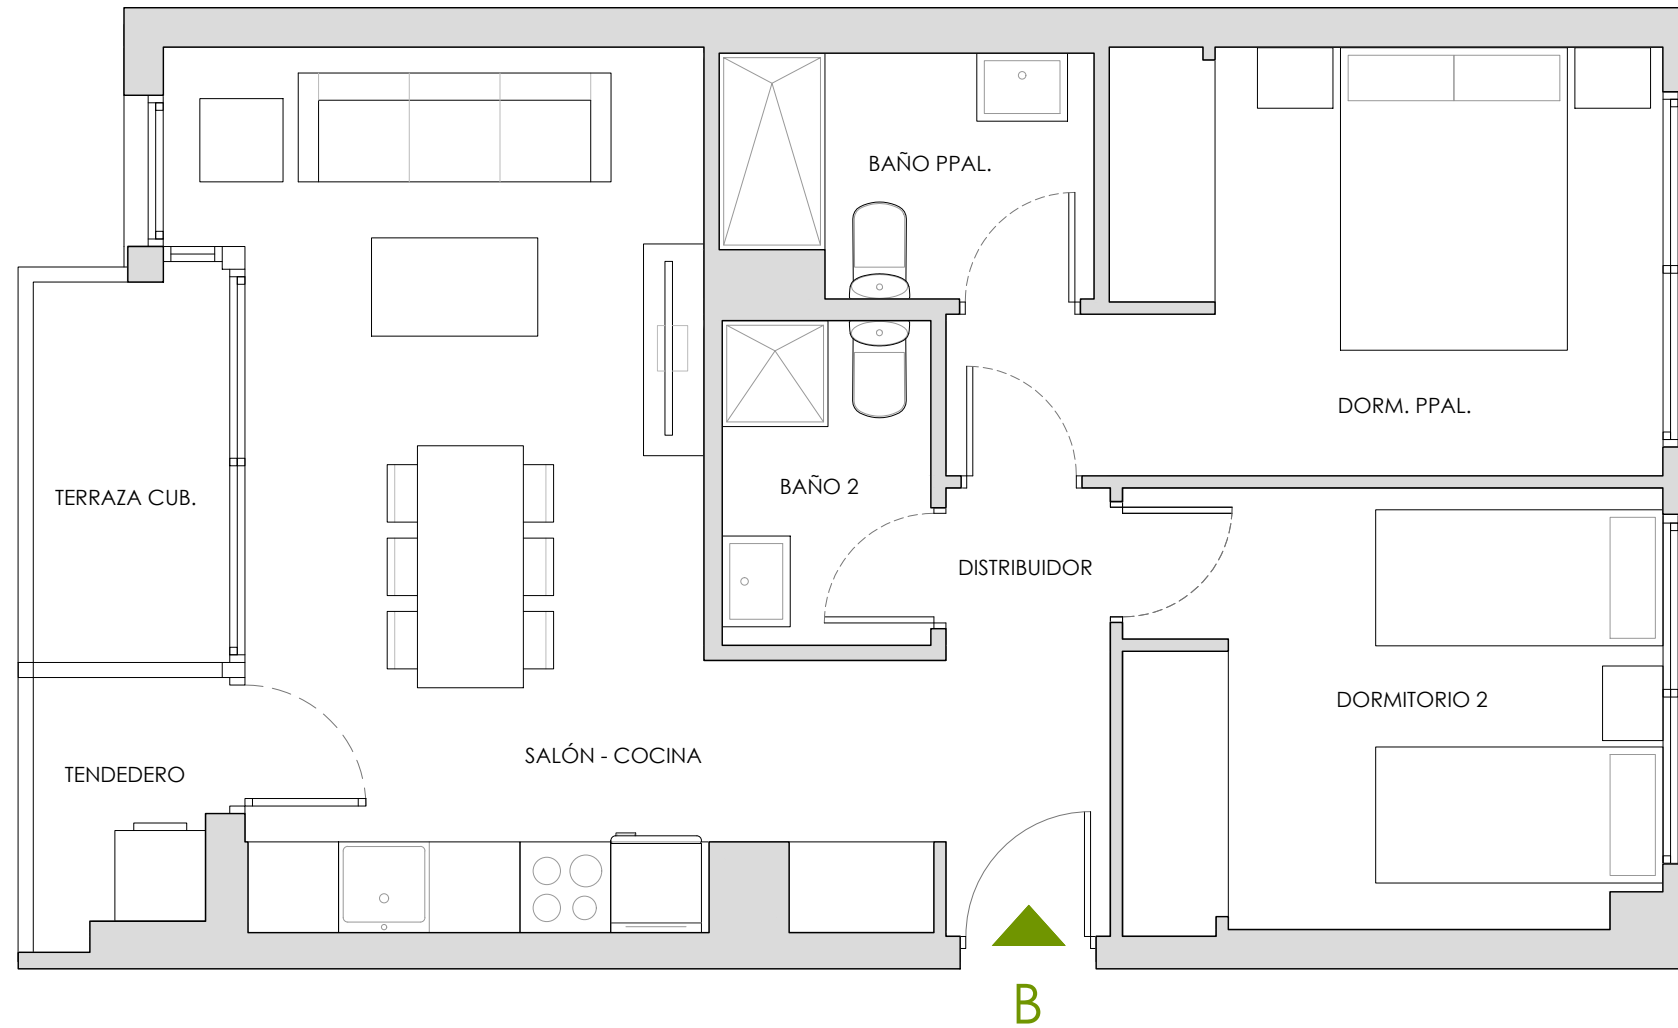 BAÑO PPAL.
DORM. PPAL.
BAÑO 2
TERRAZA CUB.
DISTRIBUIDOR
DORMITORIO 2
SALÓN - COCINA
TENDEDERO
B